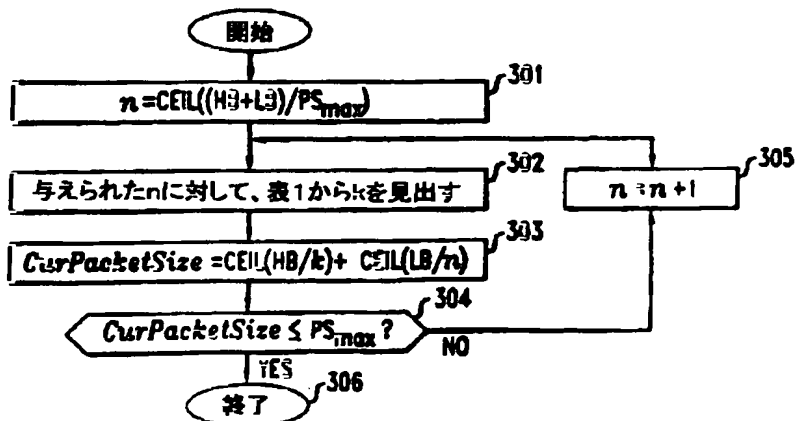 開始
301
n=CEIL((HB+LB)/PSmax)
302
与えられたnに対して、表1からkを見出す
305
n=n+1
303
CurPacketSize=CEIL(HB/k)+ CEIL(LB/n)
304
CurPacketSize ≤ PSmax?
NO
YES
306
終了